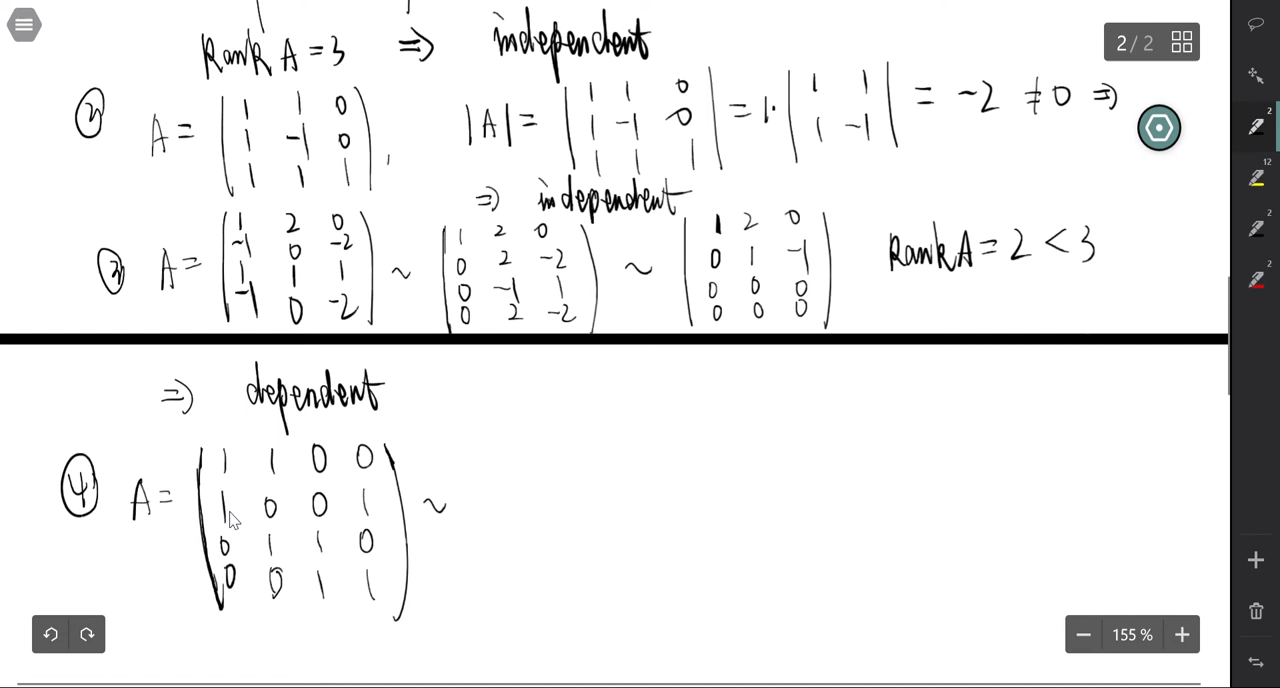 Rank A = 3 ⇒ independent
② A = ( 1 1 0 ; 1 -1 0 ; 1 1 1 ) , |A| = | 1 1 0 ; 1 -1 0 ; 1 1 1 | = 1· | 1 1 ; 1 -1 | = -2 ≠ 0 ⇒
⇒ independent
③ A = ( 1 2 0 ; -1 0 -2 ; 1 1 1 ; -1 0 -2 ) ~ ( 1 2 0 ; 0 2 -2 ; 0 -1 1 ; 0 2 -2 ) ~ ( 1 2 0 ; 0 1 -1 ; 0 0 0 ; 0 0 0 ) Rank A = 2 < 3
⇒ dependent
④ A = ( 1 1 0 0 ; 1 0 0 1 ; 0 1 1 0 ; 0 0 1 1 ) ~
2 / 2
2
12
2
2
155 %